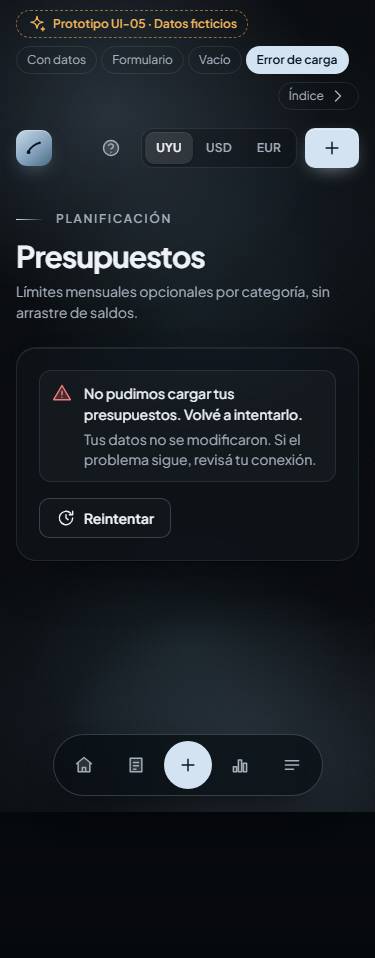 Prototipo UI-05 · Datos ficticios
Con datos
Formulario
Vacío
Error de carga
Índice
UYU
USD
EUR
PLANIFICACIÓN
Presupuestos
Límites mensuales opcionales por categoría, sin
arrastre de saldos.
No pudimos cargar tus
presupuestos. Volvé a intentarlo.
Tus datos no se modificaron. Si el
problema sigue, revisá tu conexión.
Reintentar